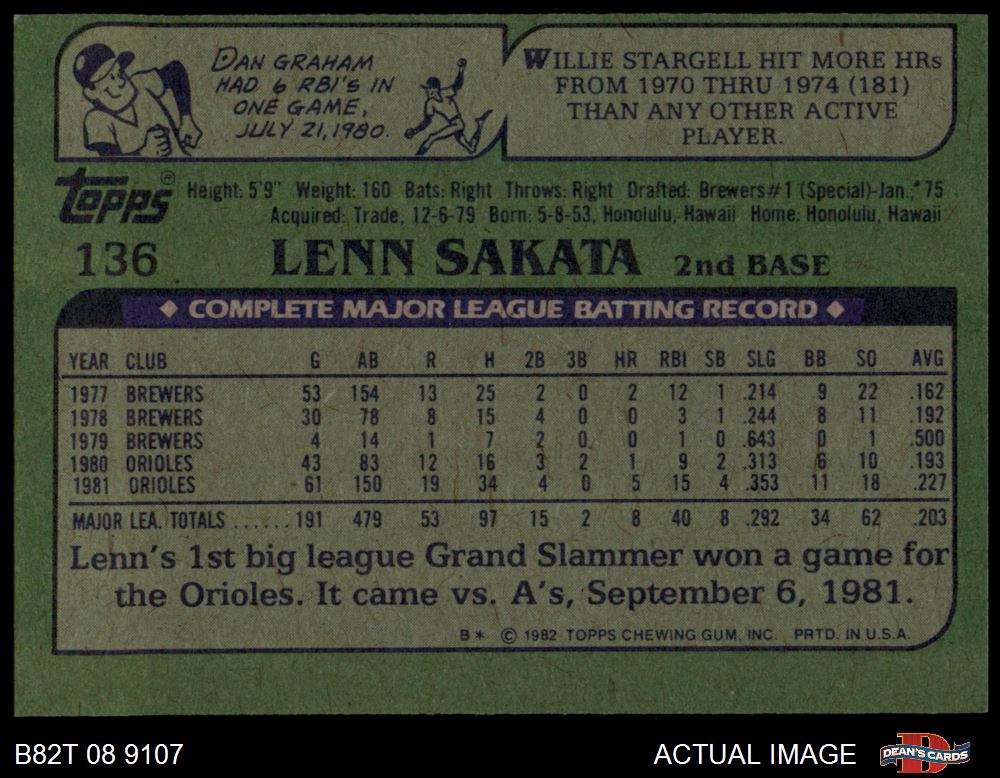 DAN GRAHAM
HAD 6 RBI'S IN
ONE GAME,
JULY 21, 1980.
WILLIE STARGELL HIT MORE HRs
FROM 1970 THRU 1974 (181)
THAN ANY OTHER ACTIVE
PLAYER.
Topps® Height: 5'9" Weight: 160 Bats: Right Throws: Right Drafted: Brewers #1 (Special)-Jan., '75
Acquired: Trade, 12-6-79 Born: 5-8-53, Honolulu, Hawaii Home: Honolulu, Hawaii
136 LENN SAKATA 2nd BASE
◆ COMPLETE MAJOR LEAGUE BATTING RECORD ◆
YEAR CLUB G AB R H 2B 3B HR RBI SB SLG BB SO AVG
1977 BREWERS 53 154 13 25 2 0 2 12 1 .214 9 22 .162
1978 BREWERS 30 78 8 15 4 0 0 3 1 .244 8 11 .192
1979 BREWERS 4 14 1 7 2 0 0 1 0 .643 0 1 .500
1980 ORIOLES 43 83 12 16 3 2 1 9 2 .313 6 10 .193
1981 ORIOLES 61 150 19 34 4 0 5 15 4 .353 11 18 .227
MAJOR LEA. TOTALS ...... 191 479 53 97 15 2 8 40 8 .292 34 62 .203
Lenn's 1st big league Grand Slammer won a game for
the Orioles. It came vs. A's, September 6, 1981.
B* © 1982 TOPPS CHEWING GUM, INC. PRTD. IN U.S.A.
B82T 08 9107 ACTUAL IMAGE DEAN'S CARDS